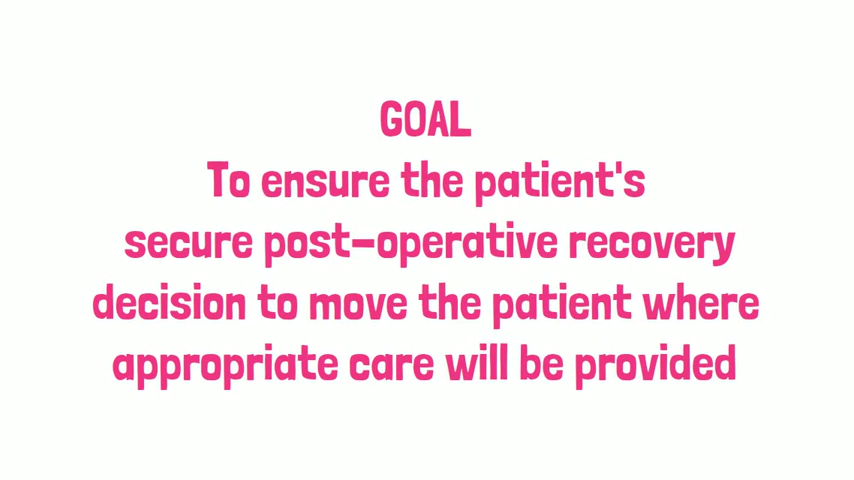 GOAL
To ensure the patient's
secure post-operative recovery
decision to move the patient where
appropriate care will be provided